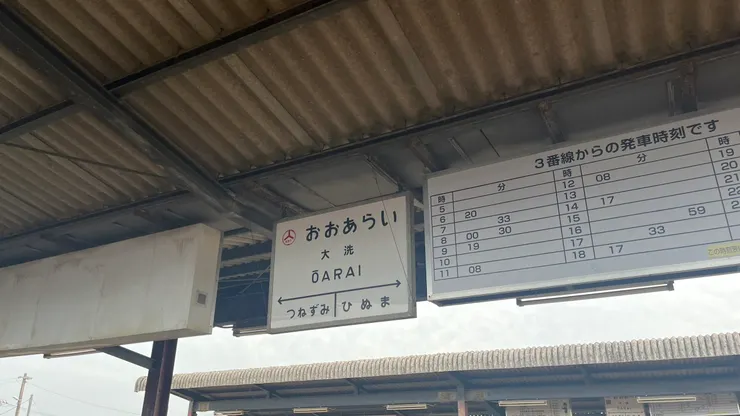 おおあらい
大洗
ŌARAI
つねずみ ひぬま
3番線からの発車時刻です
時 分 時 分 時
5 12 08 19
6 20 13 20
7 33 14 17 21
8 00 30 15 59 22
9 19 16
10 17 33
11 08 18 17